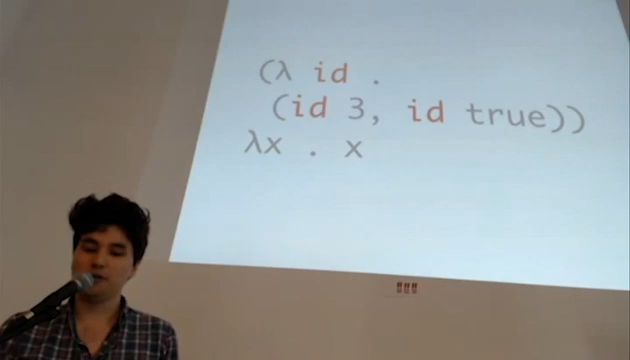 (λ id .
(id 3, id true))
λx . x